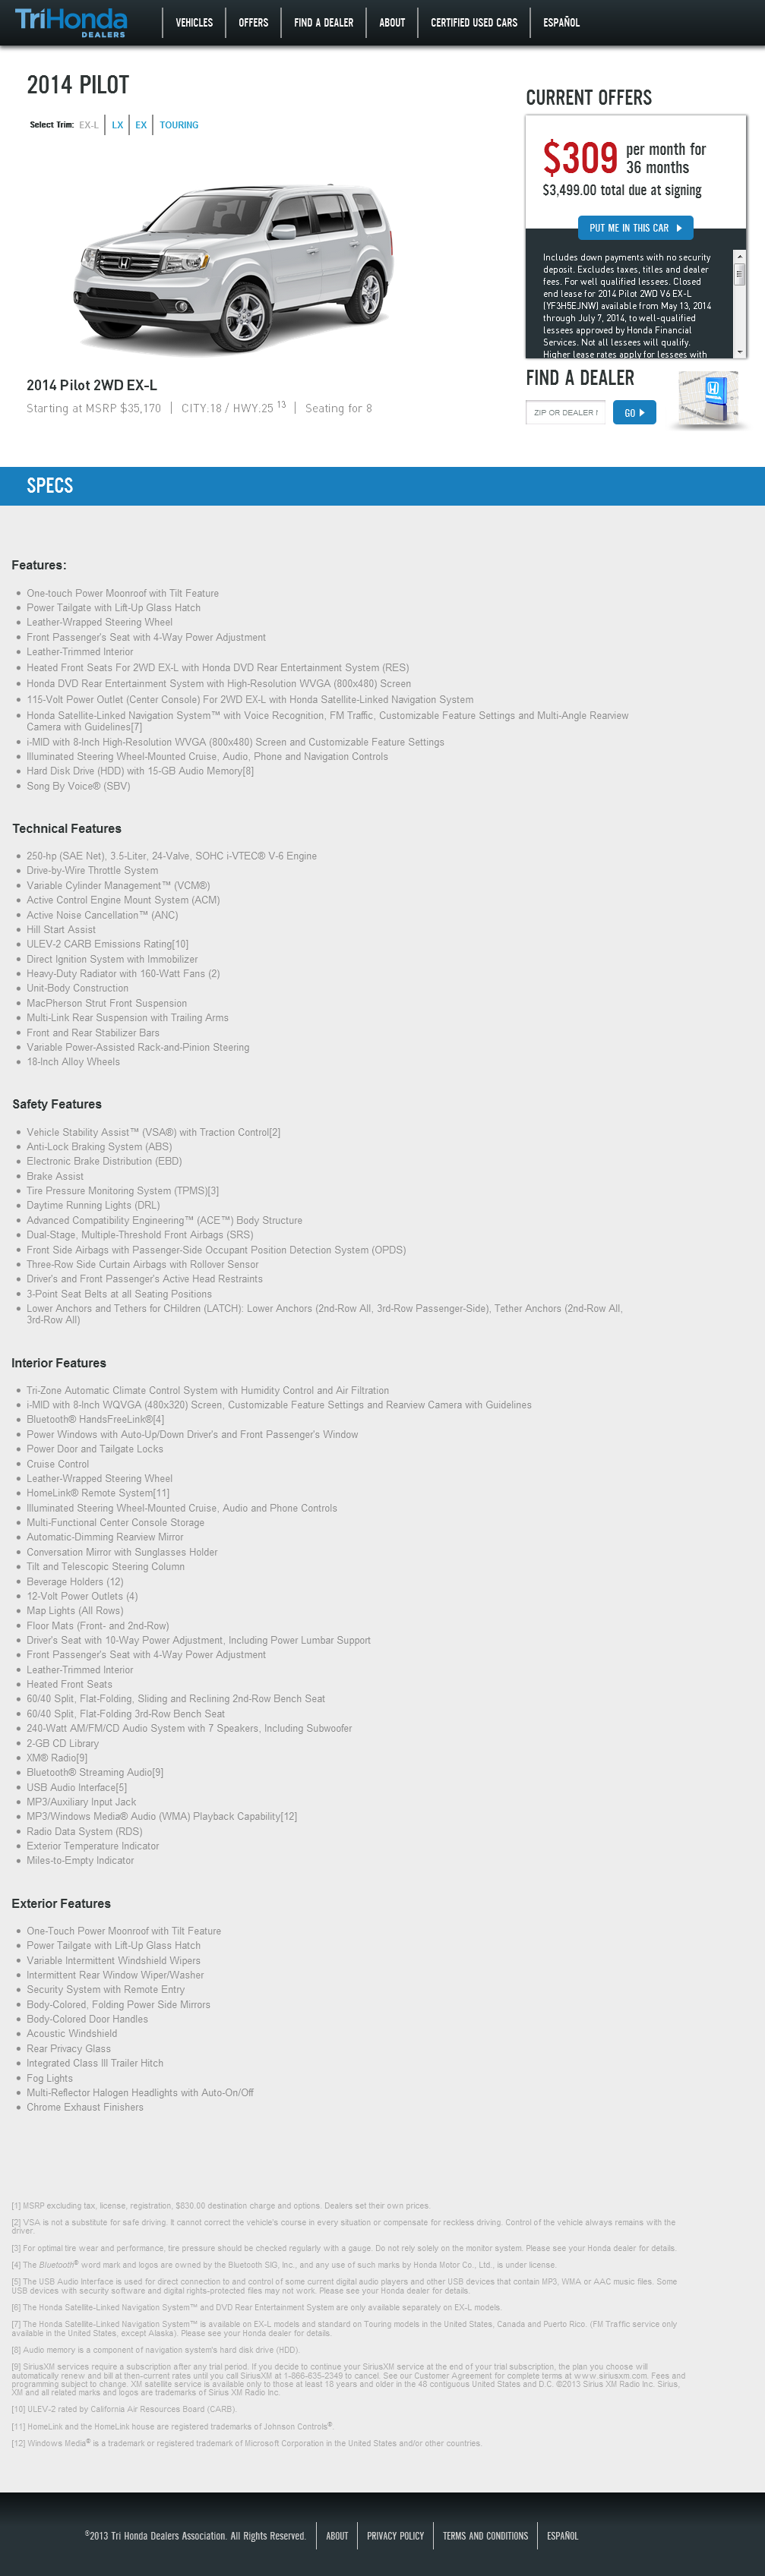 TriHonda
DEALERS
VEHICLES
OFFERS
FIND A DEALER
ABOUT
CERTIFIED USED CARS
ESPAÑOL
2014 PILOT
Select Trim: EX-L LX EX TOURING
2014 Pilot 2WD EX-L
Starting at MSRP $35,170 | CITY.18 / HWY.25 13 | Seating for 8
CURRENT OFFERS
$309 per month for
36 months
$3,499.00 total due at signing
PUT ME IN THIS CAR
Includes down payments with no security
deposit. Excludes taxes, titles and dealer
fees. For well qualified lessees. Closed
end lease for 2014 Pilot 2WD V6 EX-L
(YF3H5EJNW) available from May 13, 2014
through July 7, 2014, to well-qualified
lessees approved by Honda Financial
Services. Not all lessees will qualify.
Higher lease rates apply for lessees with
FIND A DEALER
ZIP OR DEALER
GO
SPECS
Features:
One-touch Power Moonroof with Tilt Feature
Power Tailgate with Lift-Up Glass Hatch
Leather-Wrapped Steering Wheel
Front Passenger's Seat with 4-Way Power Adjustment
Leather-Trimmed Interior
Heated Front Seats For 2WD EX-L with Honda DVD Rear Entertainment System (RES)
Honda DVD Rear Entertainment System with High-Resolution WVGA (800x480) Screen
115-Volt Power Outlet (Center Console) For 2WD EX-L with Honda Satellite-Linked Navigation System
Honda Satellite-Linked Navigation System™ with Voice Recognition, FM Traffic, Customizable Feature Settings and Multi-Angle Rearview
Camera with Guidelines[7]
i-MID with 8-Inch High-Resolution WVGA (800x480) Screen and Customizable Feature Settings
Illuminated Steering Wheel-Mounted Cruise, Audio, Phone and Navigation Controls
Hard Disk Drive (HDD) with 15-GB Audio Memory[8]
Song By Voice® (SBV)
Technical Features
250-hp (SAE Net), 3.5-Liter, 24-Valve, SOHC i-VTEC® V-6 Engine
Drive-by-Wire Throttle System
Variable Cylinder Management™ (VCM®)
Active Control Engine Mount System (ACM)
Active Noise Cancellation™ (ANC)
Hill Start Assist
ULEV-2 CARB Emissions Rating[10]
Direct Ignition System with Immobilizer
Heavy-Duty Radiator with 160-Watt Fans (2)
Unit-Body Construction
MacPherson Strut Front Suspension
Multi-Link Rear Suspension with Trailing Arms
Front and Rear Stabilizer Bars
Variable Power-Assisted Rack-and-Pinion Steering
18-Inch Alloy Wheels
Safety Features
Vehicle Stability Assist™ (VSA®) with Traction Control[2]
Anti-Lock Braking System (ABS)
Electronic Brake Distribution (EBD)
Brake Assist
Tire Pressure Monitoring System (TPMS)[3]
Daytime Running Lights (DRL)
Advanced Compatibility Engineering™ (ACE™) Body Structure
Dual-Stage, Multiple-Threshold Front Airbags (SRS)
Front Side Airbags with Passenger-Side Occupant Position Detection System (OPDS)
Three-Row Side Curtain Airbags with Rollover Sensor
Driver's and Front Passenger's Active Head Restraints
3-Point Seat Belts at all Seating Positions
Lower Anchors and Tethers for CHildren (LATCH): Lower Anchors (2nd-Row All, 3rd-Row Passenger-Side), Tether Anchors (2nd-Row All,
3rd-Row All)
Interior Features
Tri-Zone Automatic Climate Control System with Humidity Control and Air Filtration
i-MID with 8-Inch WQVGA (480x320) Screen, Customizable Feature Settings and Rearview Camera with Guidelines
Bluetooth® HandsFreeLink®[4]
Power Windows with Auto-Up/Down Driver's and Front Passenger's Window
Power Door and Tailgate Locks
Cruise Control
Leather-Wrapped Steering Wheel
HomeLink® Remote System[11]
Illuminated Steering Wheel-Mounted Cruise, Audio and Phone Controls
Multi-Functional Center Console Storage
Automatic-Dimming Rearview Mirror
Conversation Mirror with Sunglasses Holder
Tilt and Telescopic Steering Column
Beverage Holders (12)
12-Volt Power Outlets (4)
Map Lights (All Rows)
Floor Mats (Front- and 2nd-Row)
Driver's Seat with 10-Way Power Adjustment, Including Power Lumbar Support
Front Passenger's Seat with 4-Way Power Adjustment
Leather-Trimmed Interior
Heated Front Seats
60/40 Split, Flat-Folding, Sliding and Reclining 2nd-Row Bench Seat
60/40 Split, Flat-Folding 3rd-Row Bench Seat
240-Watt AM/FM/CD Audio System with 7 Speakers, Including Subwoofer
2-GB CD Library
XM® Radio[9]
Bluetooth® Streaming Audio[9]
USB Audio Interface[5]
MP3/Auxiliary Input Jack
MP3/Windows Media® Audio (WMA) Playback Capability[12]
Radio Data System (RDS)
Exterior Temperature Indicator
Miles-to-Empty Indicator
Exterior Features
One-Touch Power Moonroof with Tilt Feature
Power Tailgate with Lift-Up Glass Hatch
Variable Intermittent Windshield Wipers
Intermittent Rear Window Wiper/Washer
Security System with Remote Entry
Body-Colored, Folding Power Side Mirrors
Body-Colored Door Handles
Acoustic Windshield
Rear Privacy Glass
Integrated Class III Trailer Hitch
Fog Lights
Multi-Reflector Halogen Headlights with Auto-On/Off
Chrome Exhaust Finishers
[1] MSRP excluding tax, license, registration, $830.00 destination charge and options. Dealers set their own prices.
[2] VSA is not a substitute for safe driving. It cannot correct the vehicle's course in every situation or compensate for reckless driving. Control of the vehicle always remains with the
driver.
[3] For optimal tire wear and performance, tire pressure should be checked regularly with a gauge. Do not rely solely on the monitor system. Please see your Honda dealer for details.
[4] The Bluetooth® word mark and logos are owned by the Bluetooth SIG, Inc., and any use of such marks by Honda Motor Co., Ltd., is under license.
[5] The USB Audio Interface is used for direct connection to and control of some current digital audio players and other USB devices that contain MP3, WMA or AAC music files. Some
USB devices with security software and digital rights-protected files may not work. Please see your Honda dealer for details.
[6] The Honda Satellite-Linked Navigation System™ and DVD Rear Entertainment System are only available separately on EX-L models.
[7] The Honda Satellite-Linked Navigation System™ is available on EX-L models and standard on Touring models in the United States, Canada and Puerto Rico. (FM Traffic service only
available in the United States, except Alaska). Please see your Honda dealer for details.
[8] Audio memory is a component of navigation system's hard disk drive (HDD).
[9] SiriusXM services require a subscription after any trial period. If you decide to continue your SiriusXM service at the end of your trial subscription, the plan you choose will
automatically renew and bill at then-current rates until you call SiriusXM at 1-866-635-2349 to cancel. See our Customer Agreement for complete terms at www.siriusxm.com. Fees and
programming subject to change. XM satellite service is available only to those at least 18 years and older in the 48 contiguous United States and D.C. ©2013 Sirius XM Radio Inc. Sirius,
XM and all related marks and logos are trademarks of Sirius XM Radio Inc.
[10] ULEV-2 rated by California Air Resources Board (CARB).
[11] HomeLink and the HomeLink house are registered trademarks of Johnson Controls®.
[12] Windows Media® is a trademark or registered trademark of Microsoft Corporation in the United States and/or other countries.
©2013 Tri Honda Dealers Association. All Rights Reserved.
ABOUT
PRIVACY POLICY
TERMS AND CONDITIONS
ESPAÑOL